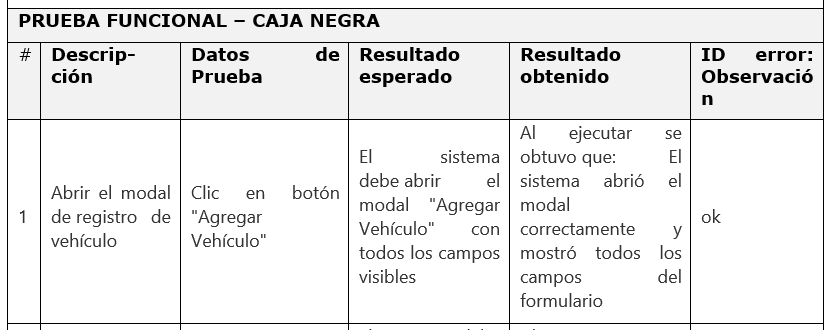 PRUEBA FUNCIONAL – CAJA NEGRA
#
Descrip-
ción
Datos de
Prueba
Resultado
esperado
Resultado
obtenido
ID error:
Observació
n
1
Abrir el modal
de registro de
vehículo
Clic en botón
"Agregar
Vehículo"
El sistema
debe abrir el
modal "Agregar
Vehículo" con
todos los campos
visibles
Al ejecutar se
obtuvo que: El
sistema abrió el
modal
correctamente y
mostró todos los
campos del
formulario
ok